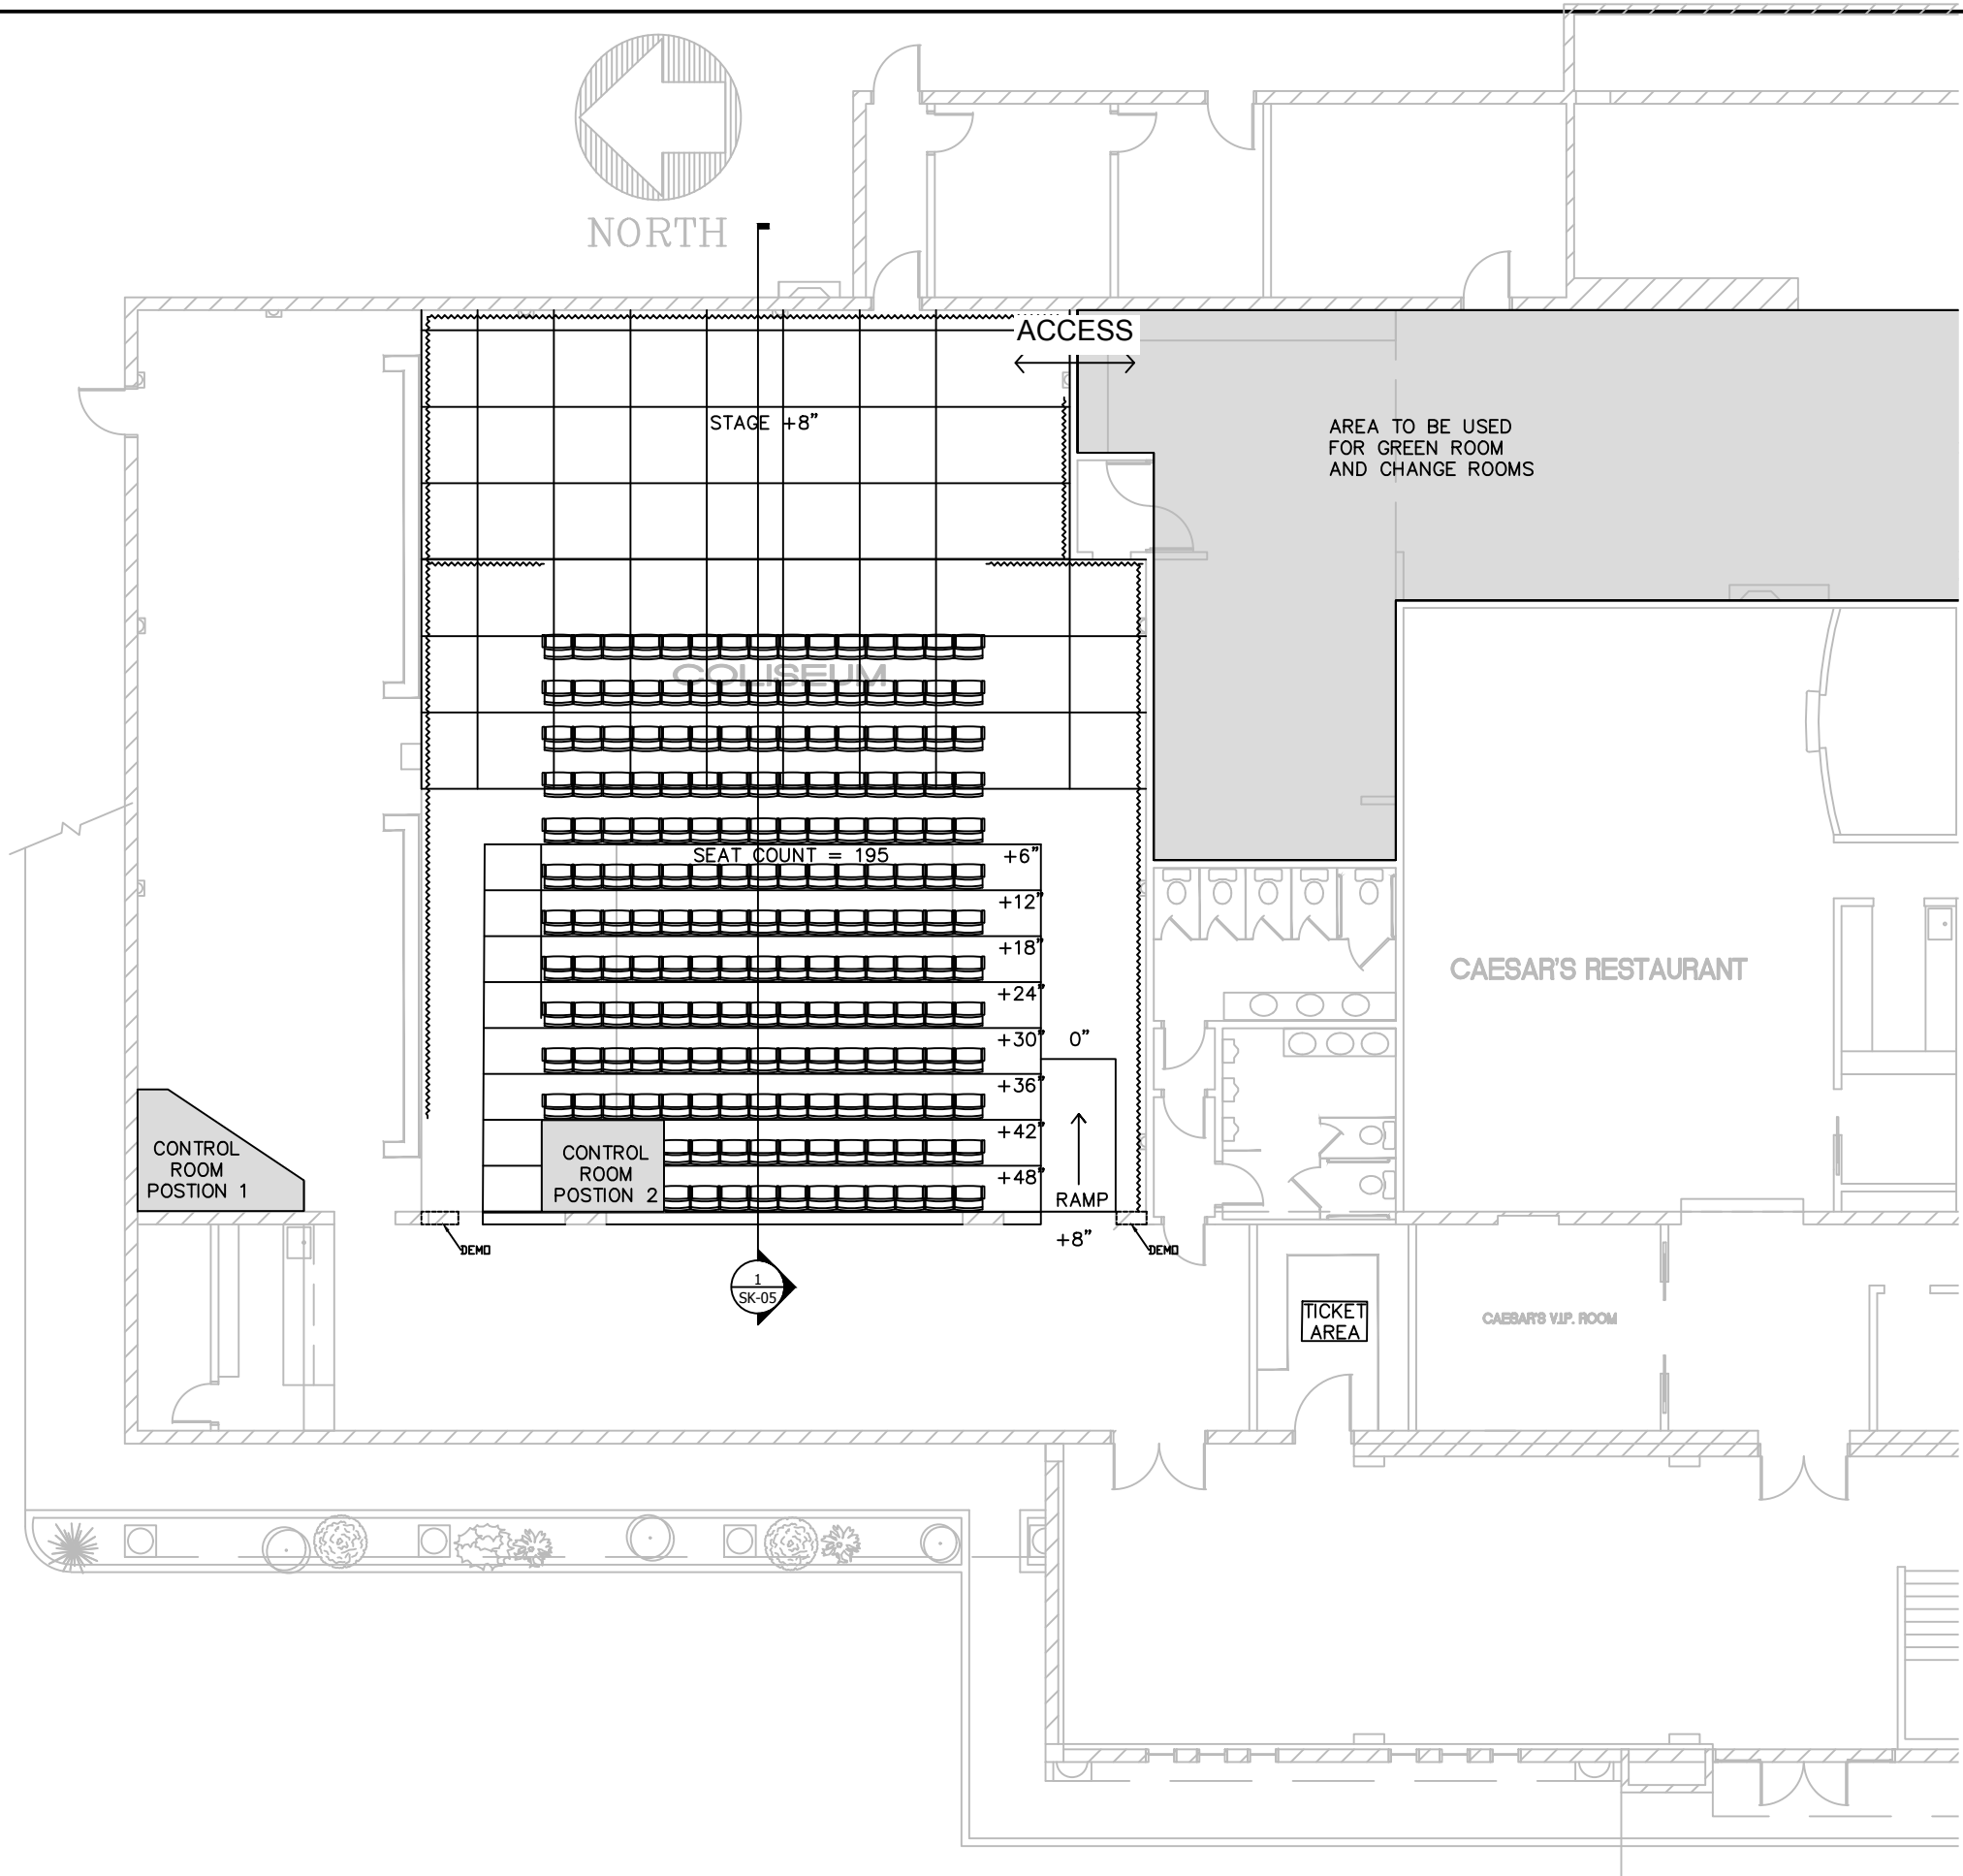 NORTH
ACCESS
STAGE +8"
AREA TO BE USED
FOR GREEN ROOM
AND CHANGE ROOMS
COLISEUM
SEAT COUNT = 195
+6"
+12"
+18"
+24"
+30"
0"
+36"
+42"
+48"
CAESAR'S RESTAURANT
CONTROL
ROOM
POSTION 1
CONTROL
ROOM
POSTION 2
RAMP
+8"
DEMO
DEMO
1
SK-05
TICKET
AREA
CAESAR'S V.I.P. ROOM